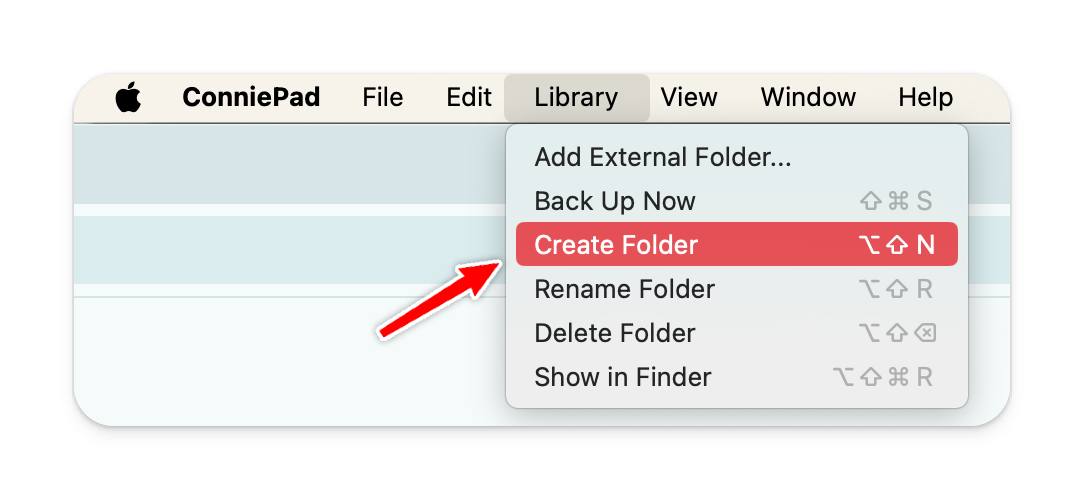 ConniePad File Edit Library View Window Help
Add External Folder...
Back Up Now ⇧⌘S
Create Folder ⌥⇧N
Rename Folder ⌥⇧R
Delete Folder ⌥⇧⌫
Show in Finder ⌥⇧⌘R